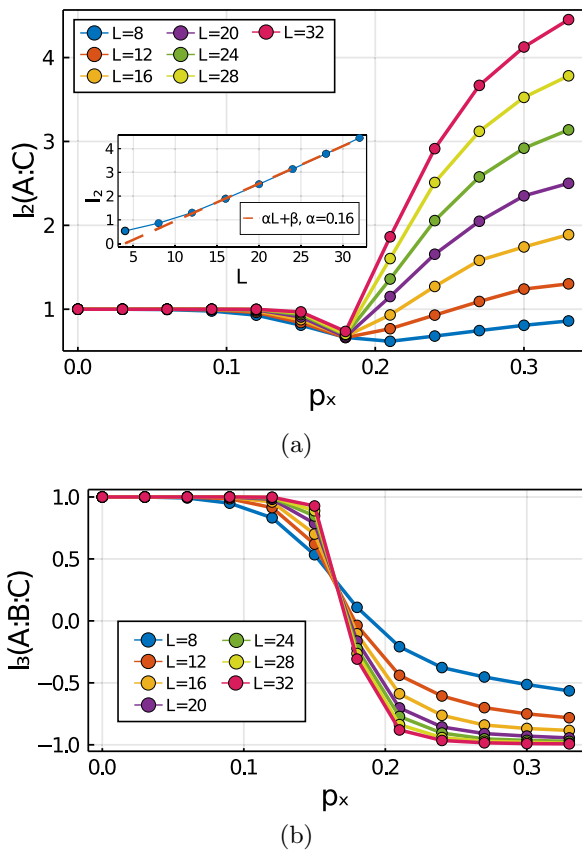 L=8 L=20 L=32
L=12 L=24
L=16 L=28
I₂(A:C)
4
3
2
1
I₂
4
3
2
1
0
αL+β, α=0.16
5 10 15 20 25 30
L
0.0 0.1 0.2 0.3
pₓ
(a)
I₃(A:B:C)
1.0
0.5
0.0
−0.5
−1.0
L=8 L=24
L=12 L=28
L=16 L=32
L=20
0.0 0.1 0.2 0.3
pₓ
(b)